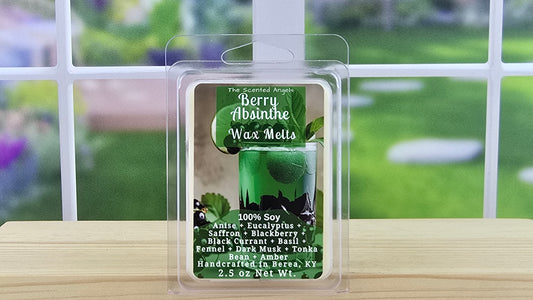 The Scented Angels
Berry
Absinthe
Wax Melts
100% Soy
Anise + Eucalyptus +
Saffron + Blackberry +
Black Currant + Basil +
Fennel + Dark Musk + Tonka
Bean + Amber
Handcrafted in Berea, KY
2.5 oz Net Wt.